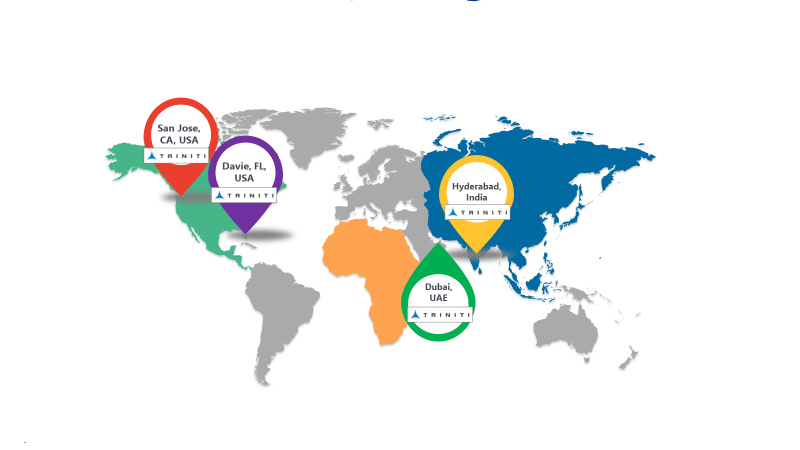 San Jose,
CA, USA
TRINITI
Davie, FL,
USA
TRINITI
Hyderabad,
India
TRINITI
Dubai,
UAE
TRINITI